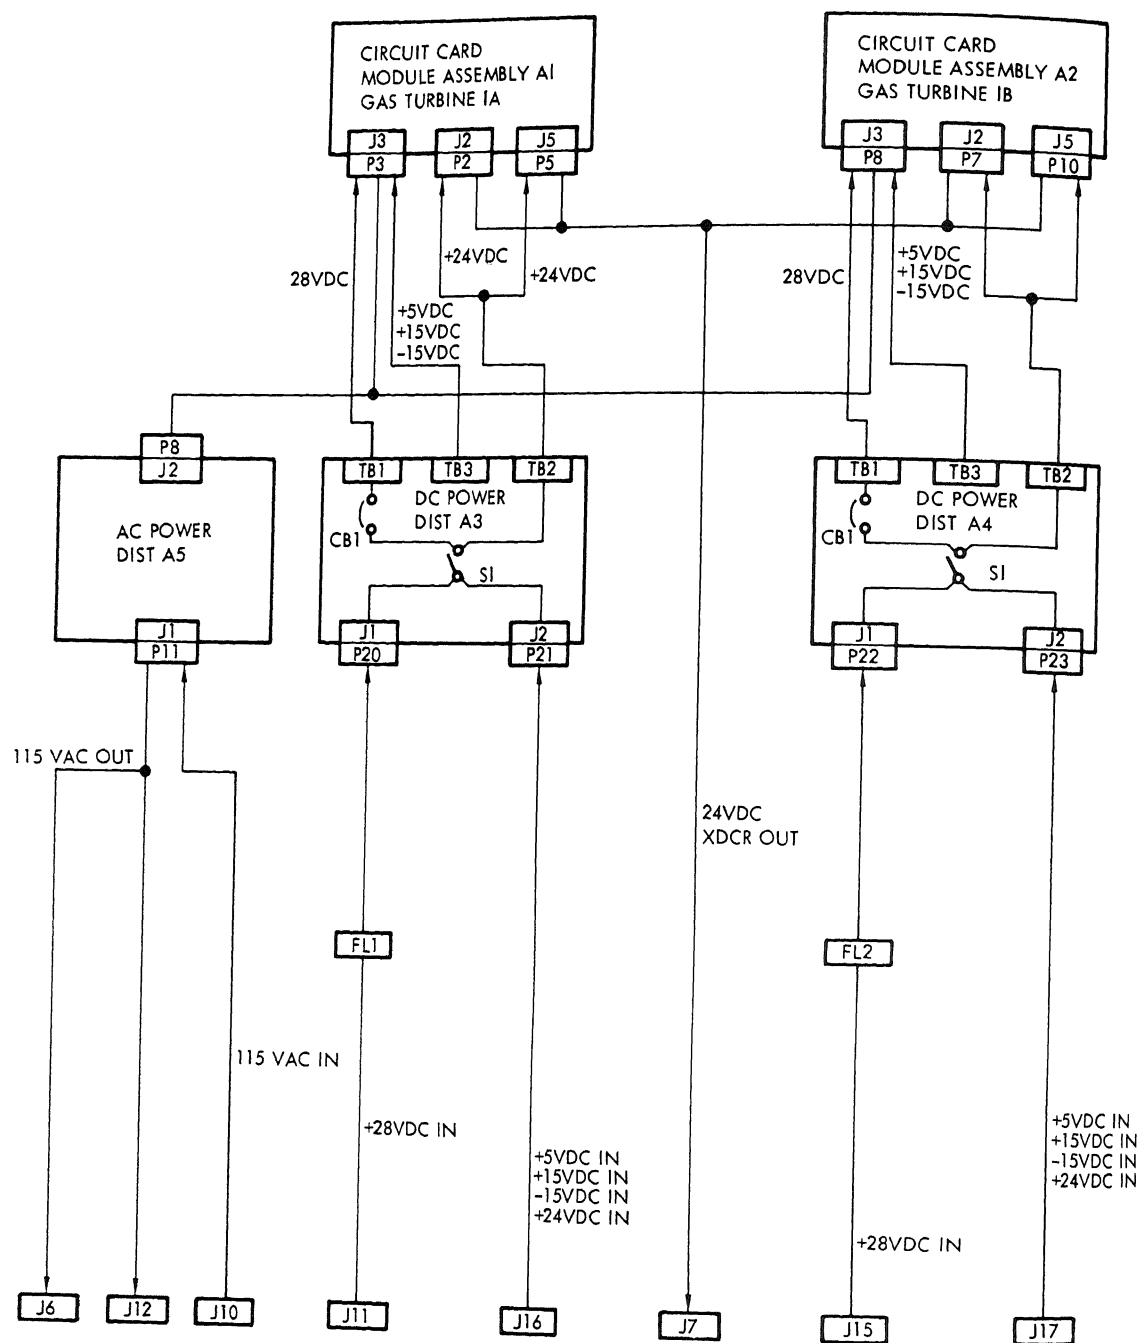 CIRCUIT CARD
MODULE ASSEMBLY A1
GAS TURBINE 1A
CIRCUIT CARD
MODULE ASSEMBLY A2
GAS TURBINE 1B
J3
P3
J2
P2
J5
P5
J3
P8
J2
P7
J5
P10
28VDC
+24VDC
+24VDC
+5VDC
+15VDC
-15VDC
28VDC
+5VDC
+15VDC
-15VDC
P8
J2
AC POWER
DIST A5
J1
P11
TB1
TB3
TB2
DC POWER
DIST A3
CB1
S1
J1
P20
J2
P21
TB1
TB3
TB2
DC POWER
DIST A4
CB1
S1
J1
P22
J2
P23
115 VAC OUT
24VDC
XDCR OUT
FL1
FL2
115 VAC IN
+28VDC IN
+5VDC IN
+15VDC IN
-15VDC IN
+24VDC IN
+28VDC IN
+5VDC IN
+15VDC IN
-15VDC IN
+24VDC IN
J6
J12
J10
J11
J16
J7
J15
J17